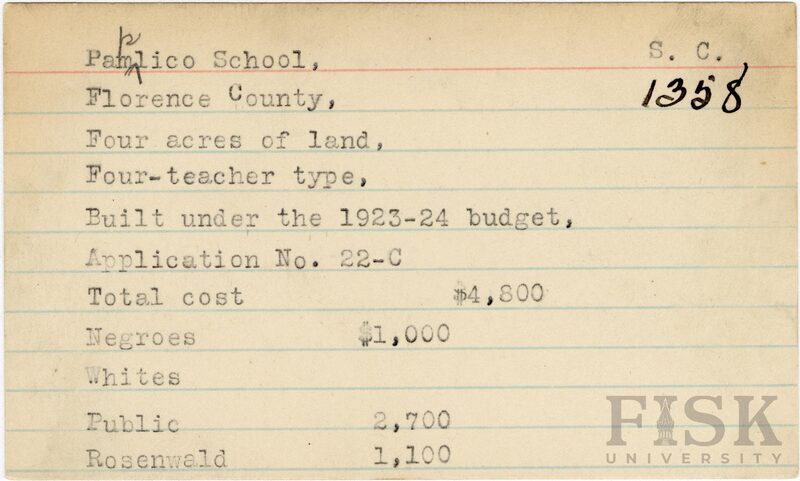 Pamplico School, S. C.
Florence County, 1358
Four acres of land,
Four-teacher type,
Built under the 1923-24 budget,
Application No. 22-C
Total cost $4,800
Negroes $1,000
Whites
Public 2,700
Rosenwald 1,100
FISK
UNIVERSITY